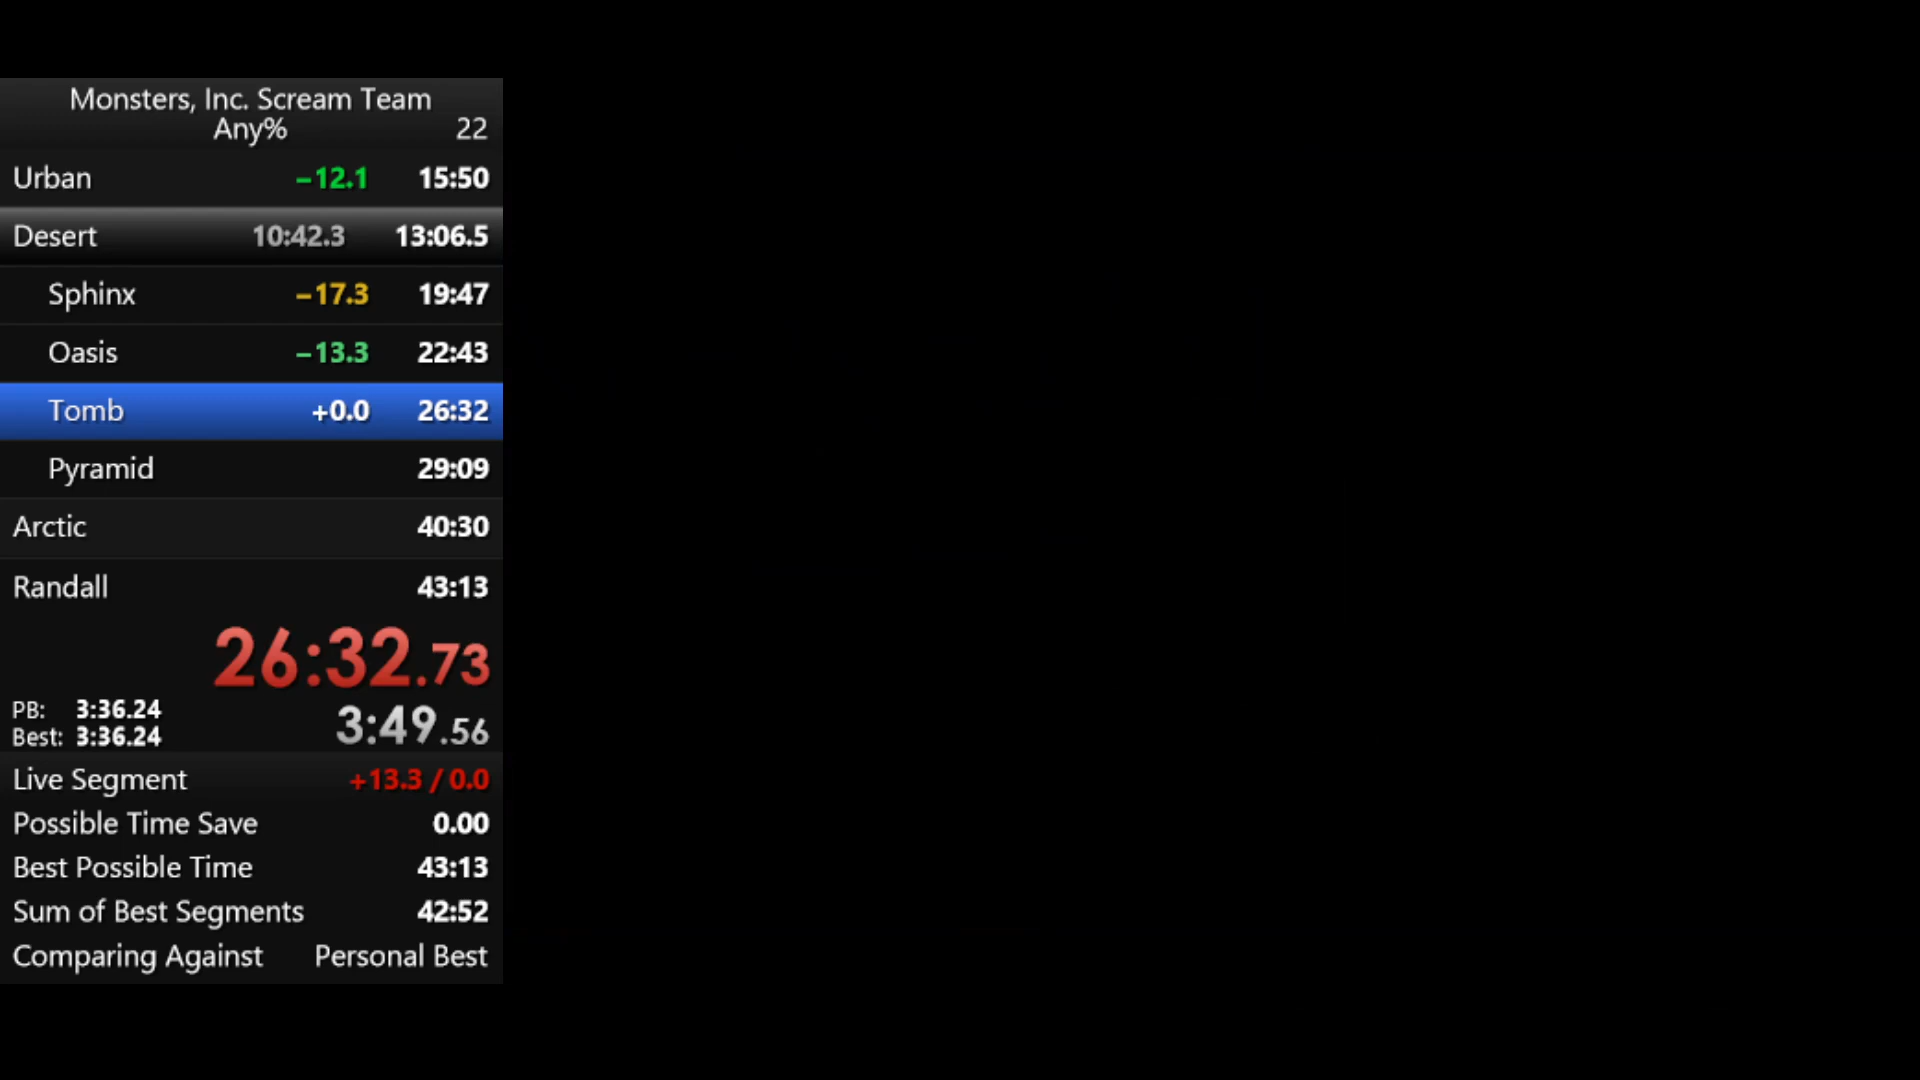 Monsters, Inc. Scream Team
Any% 22
Urban −12.1 15:50
Desert 10:42.3 13:06.5
Sphinx −17.3 19:47
Oasis −13.3 22:43
Tomb +0.0 26:32
Pyramid 29:09
Arctic 40:30
Randall 43:13
26:32.73
PB: 3:36.24
Best: 3:36.24
3:49.56
Live Segment +13.3 / 0.0
Possible Time Save 0.00
Best Possible Time 43:13
Sum of Best Segments 42:52
Comparing Against Personal Best